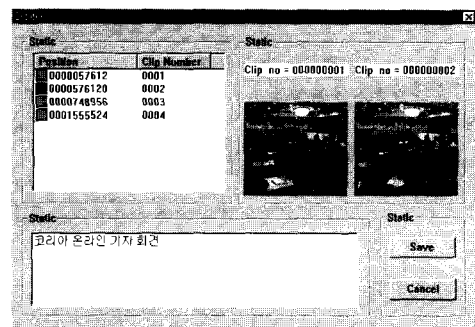 Static
Position Clip Number
0000057612 0001
0000576120 0002
0000748956 0003
0001555524 0004
Static
Clip no = 000000001 Clip no = 000000002
Static
코리아 온라인 기자 회견
Static
Save
Cancel